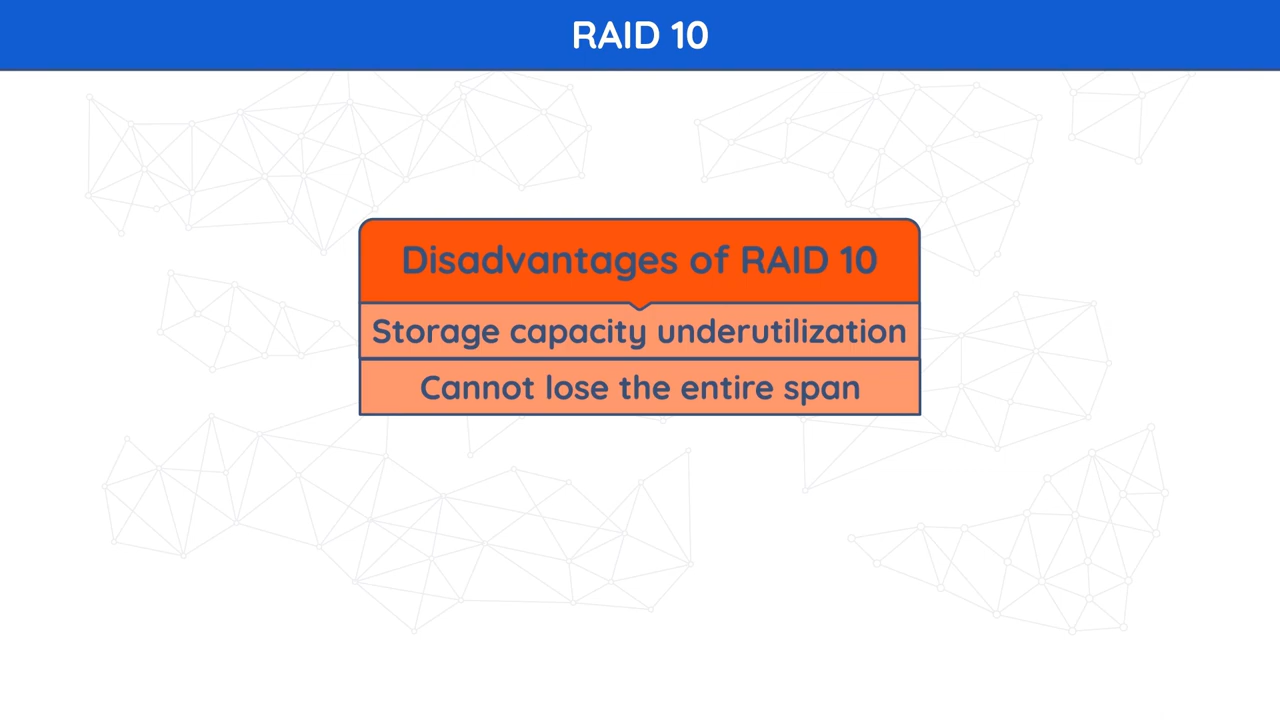 RAID 10
Disadvantages of RAID 10
Storage capacity underutilization
Cannot lose the entire span